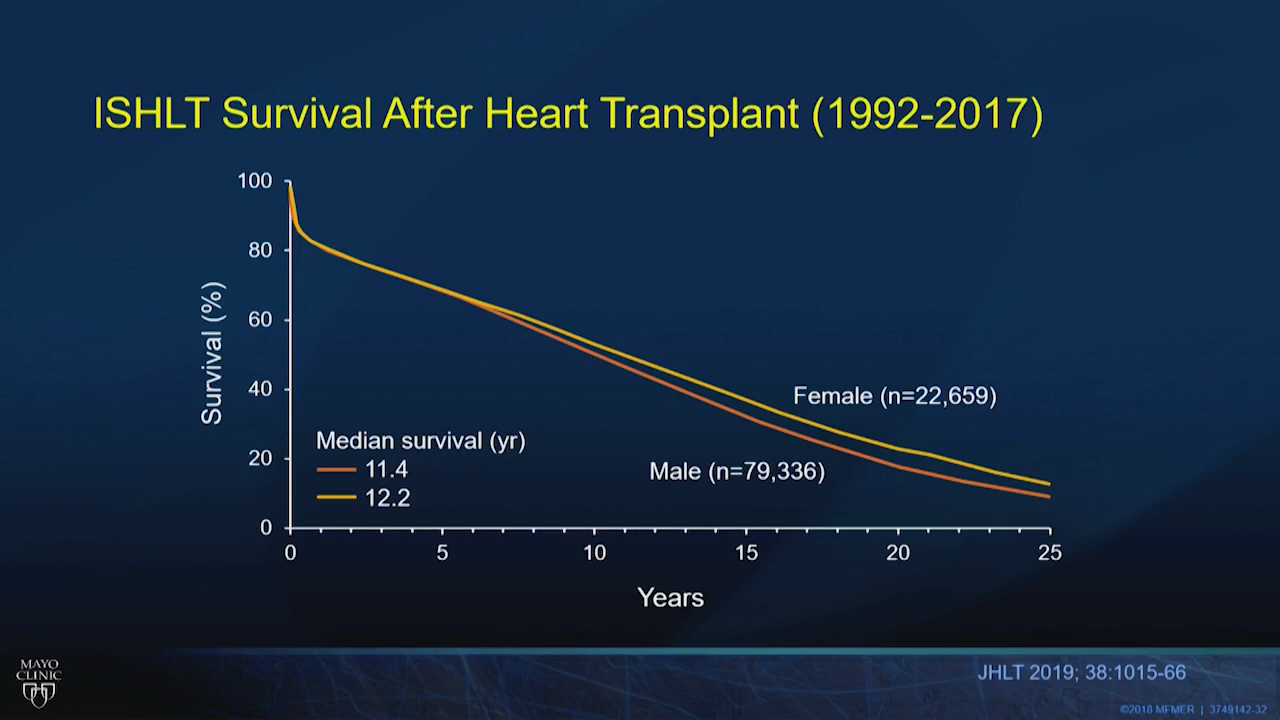 ISHLT Survival After Heart Transplant (1992-2017)
100
80
60
40
20
0
Survival (%)
Female (n=22,659)
Male (n=79,336)
Median survival (yr)
11.4
12.2
0 5 10 15 20 25
Years
MAYO
CLINIC
JHLT 2019; 38:1015-66
©2018 MFMER | 3749142-32